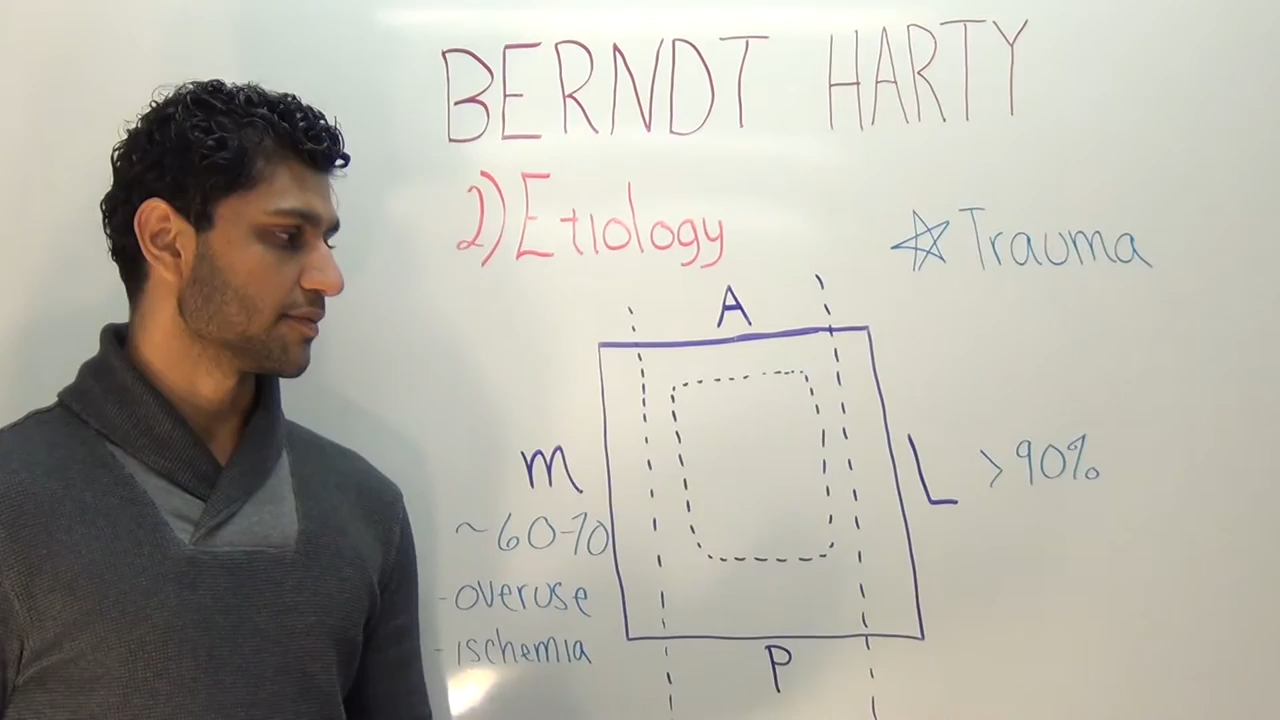 BERNDT HARTY
2) Etiology
☆ Trauma
A
m
L >90%
~60-70
-overuse
-ischemia
P